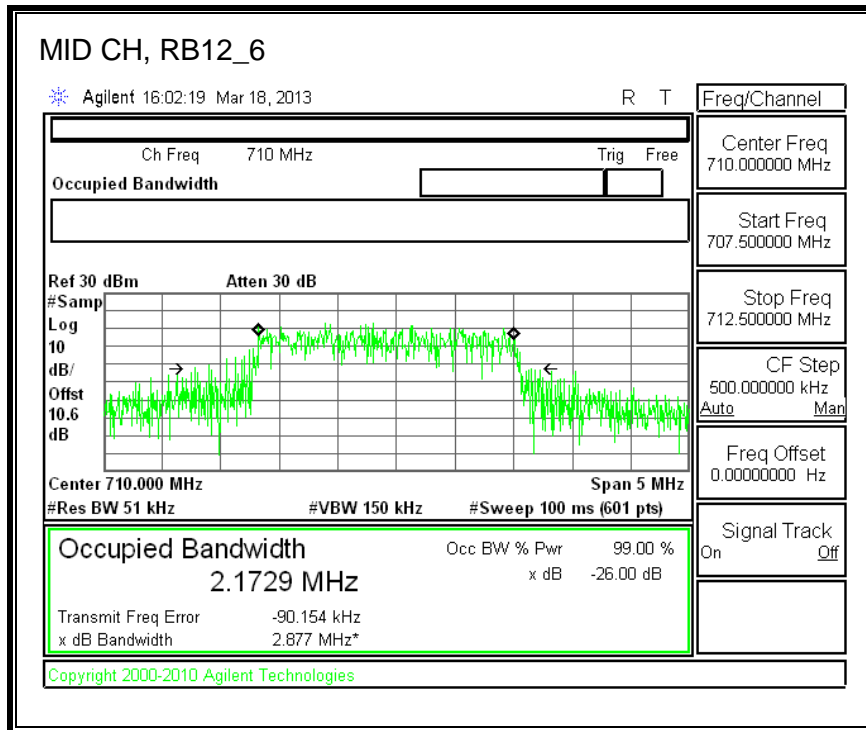 MID CH, RB12_6
Agilent 16:02:19 Mar 18, 2013 R T
Ch Freq 710 MHz Trig Free
Occupied Bandwidth
Ref 30 dBm Atten 30 dB
#Samp
Log
10
dB/
Offst
10.6
dB
Center 710.000 MHz Span 5 MHz
#Res BW 51 kHz #VBW 150 kHz #Sweep 100 ms (601 pts)
Occupied Bandwidth Occ BW % Pwr 99.00 %
2.1729 MHz x dB -26.00 dB
Transmit Freq Error -90.154 kHz
x dB Bandwidth 2.877 MHz*
Copyright 2000-2010 Agilent Technologies
Freq/Channel
Center Freq
710.000000 MHz
Start Freq
707.500000 MHz
Stop Freq
712.500000 MHz
CF Step
500.000000 kHz
Auto Man
Freq Offset
0.00000000 Hz
Signal Track
On Off